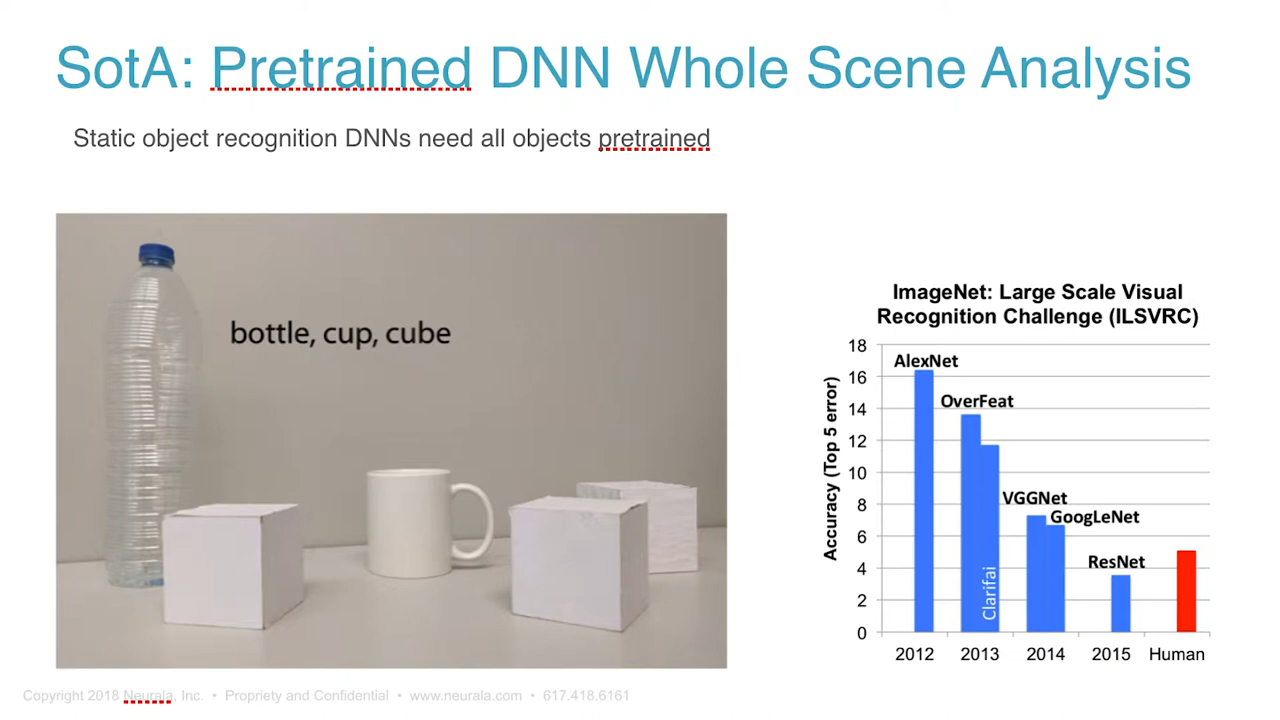 SotA: Pretrained DNN Whole Scene Analysis
Static object recognition DNNs need all objects pretrained
bottle, cup, cube
ImageNet: Large Scale Visual
Recognition Challenge (ILSVRC)
Accuracy (Top 5 error)
18
16
14
12
10
8
6
4
2
0
AlexNet
OverFeat
Clarifai
VGGNet
GoogLeNet
ResNet
2012 2013 2014 2015 Human
Copyright 2018 Neurala, Inc. • Propriety and Confidential • www.neurala.com • 617.418.6161